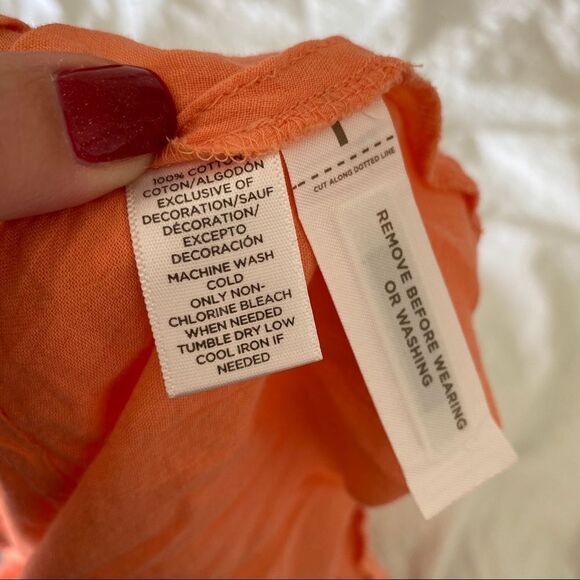 100% COTTON/
COTON/ALGODÓN
EXCLUSIVE OF
DECORATION/SAUF
DÉCORATION/
EXCEPTO
DECORACIÓN
MACHINE WASH
COLD
ONLY NON-
CHLORINE BLEACH
WHEN NEEDED
TUMBLE DRY LOW
COOL IRON IF
NEEDED
CUT ALONG DOTTED LINE
REMOVE BEFORE WEARING
OR WASHING